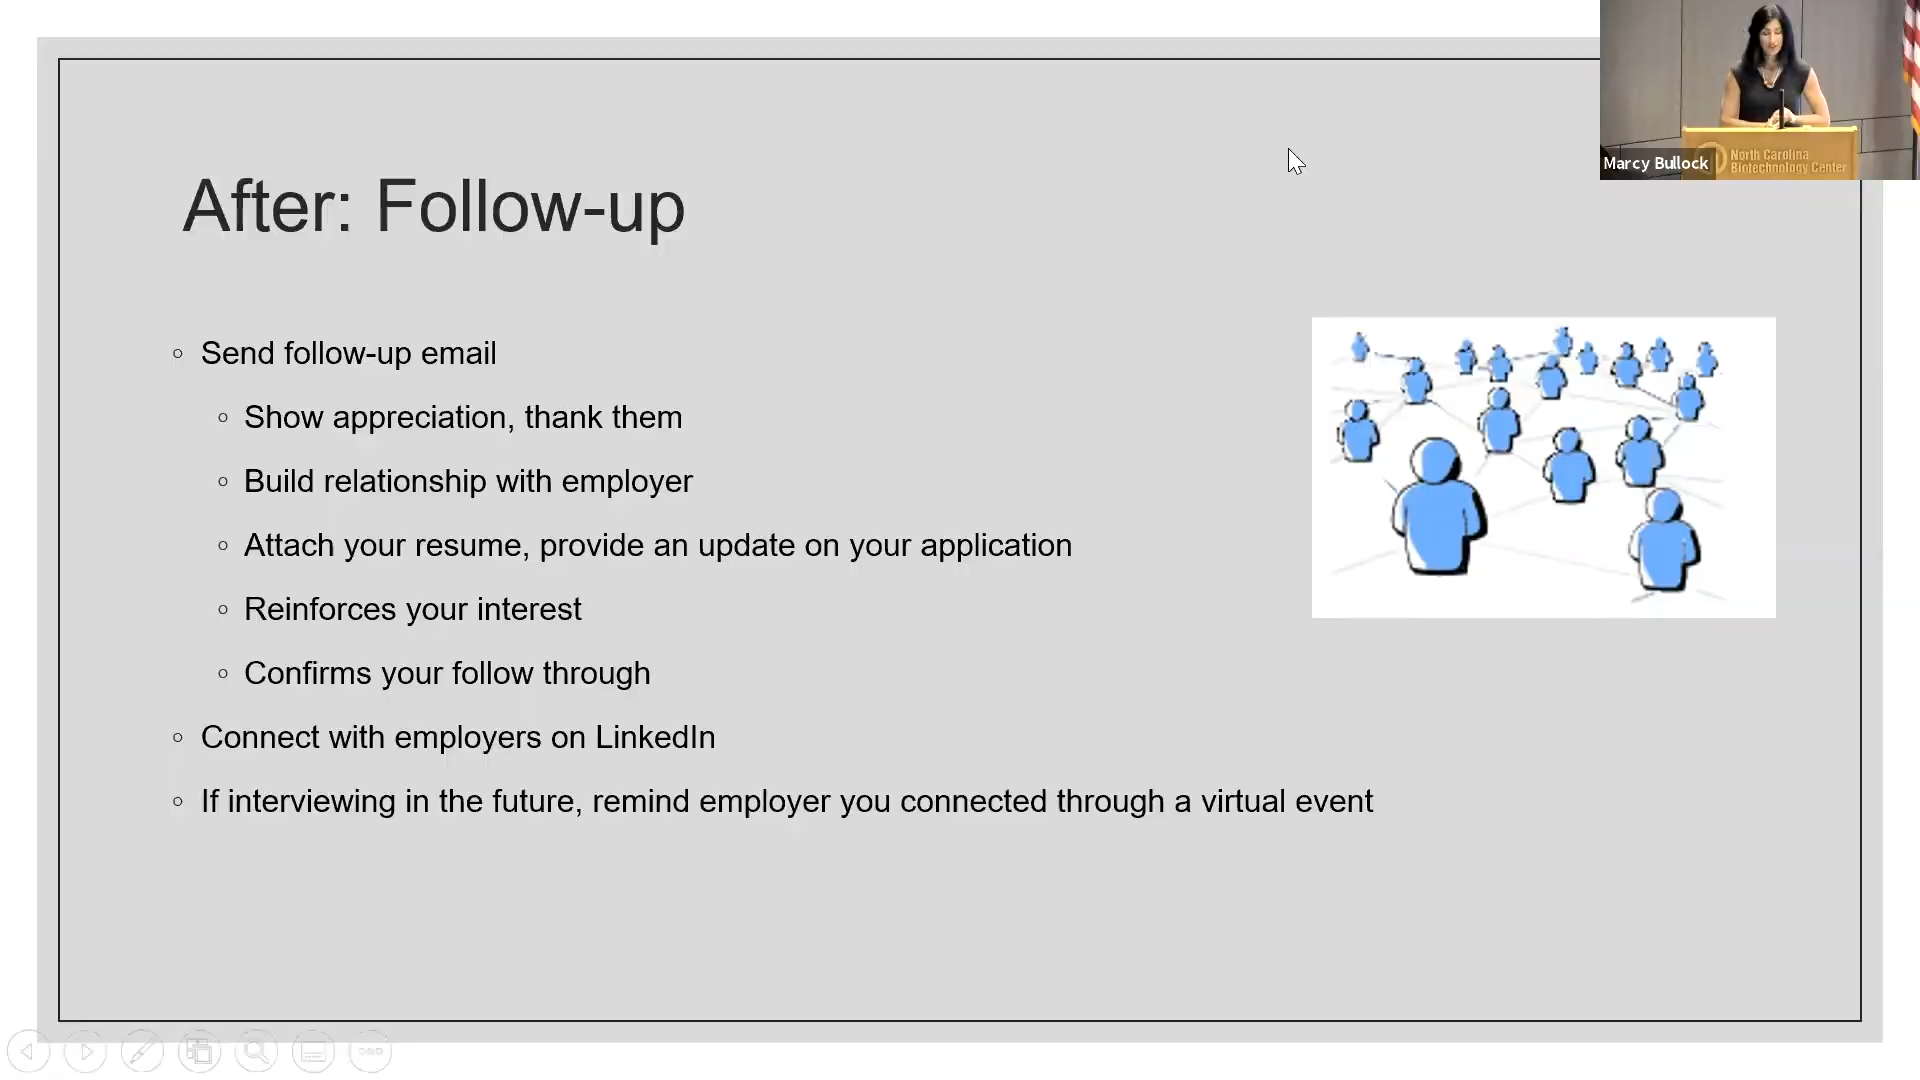 After: Follow-up
Send follow-up email
Show appreciation, thank them
Build relationship with employer
Attach your resume, provide an update on your application
Reinforces your interest
Confirms your follow through
Connect with employers on LinkedIn
If interviewing in the future, remind employer you connected through a virtual event
Marcy Bullock
North Carolina
Biotechnology Center